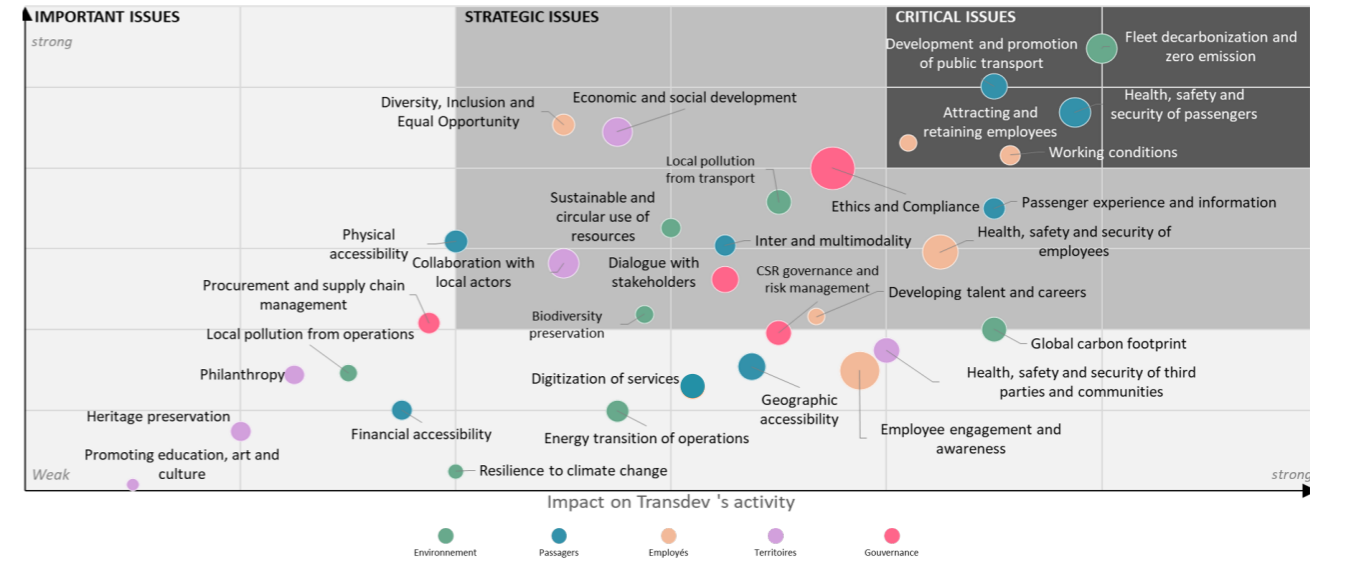 IMPORTANT ISSUES
STRATEGIC ISSUES
CRITICAL ISSUES
strong
Development and promotion
of public transport
Fleet decarbonization and
zero emission
Diversity, Inclusion and
Equal Opportunity
Economic and social development
Health, safety and
security of passengers
Attracting and
retaining employees
Working conditions
Local pollution
from transport
Sustainable and
circular use of
resources
Ethics and Compliance
Passenger experience and information
Physical
accessibility
Inter and multimodality
Health, safety and security of
employees
Collaboration with
local actors
Dialogue with
stakeholders
CSR governance and
risk management
Developing talent and careers
Procurement and supply chain
management
Biodiversity
preservation
Local pollution from operations
Global carbon footprint
Philanthropy
Digitization of services
Health, safety and security of third
parties and communities
Geographic
accessibility
Heritage preservation
Financial accessibility
Energy transition of operations
Employee engagement and
awareness
Promoting education, art and
culture
Resilience to climate change
Weak
strong
Impact on Transdev 's activity
Environnement
Passagers
Employés
Territoires
Gouvernance